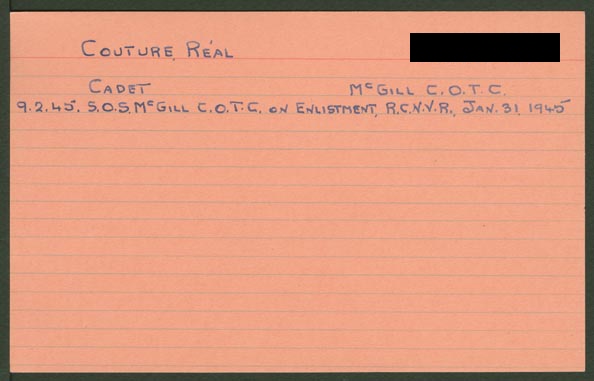 COUTURE, RÉAL
CADET McGILL C.O.T.C.
9.2.45. S.O.S. McGILL C.O.T.C. ON ENLISTMENT, R.C.N.V.R., JAN. 31, 1945